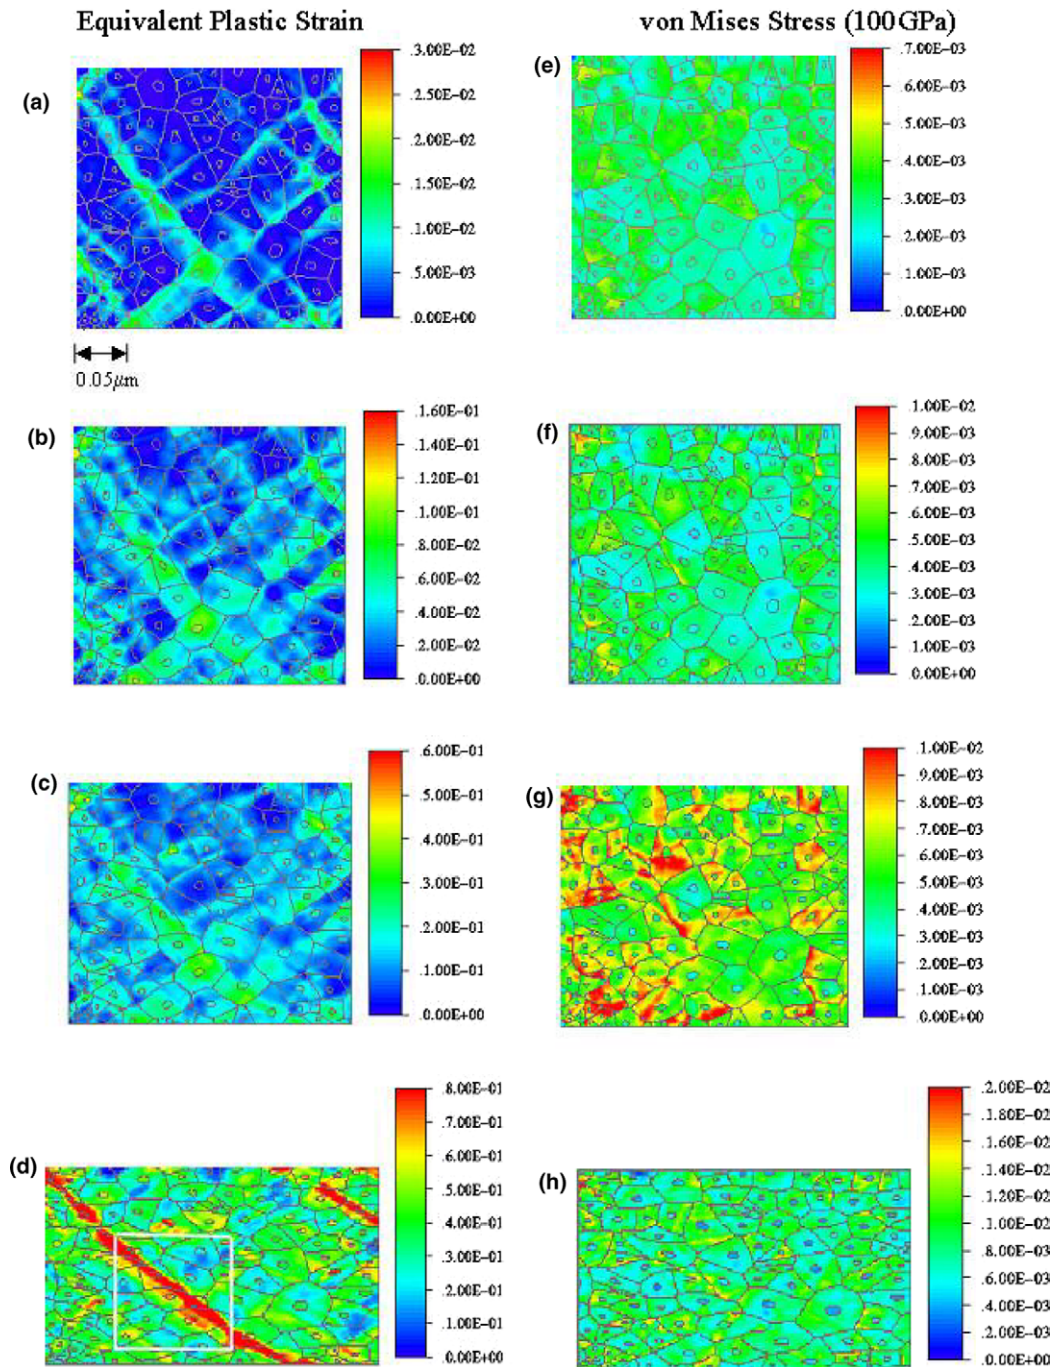 Equivalent Plastic Strain
von Mises Stress (100GPa)
(a)
.3.00E-02
.2.50E-02
.2.00E-02
.1.50E-02
.1.00E-02
.5.00E-03
.0.00E+00
0.05μm
(e)
.7.00E-03
.6.00E-03
.5.00E-03
.4.00E-03
.3.00E-03
.2.00E-03
.1.00E-03
.0.00E+00
(b)
.1.60E-01
.1.40E-01
.1.20E-01
.1.00E-01
.8.00E-02
.6.00E-02
.4.00E-02
.2.00E-02
.0.00E+00
(f)
.1.00E-02
.9.00E-03
.8.00E-03
.7.00E-03
.6.00E-03
.5.00E-03
.4.00E-03
.3.00E-03
.2.00E-03
.1.00E-03
.0.00E+00
(c)
.6.00E-01
.5.00E-01
.4.00E-01
.3.00E-01
.2.00E-01
.1.00E-01
.0.00E+00
(g)
.1.00E-02
.9.00E-03
.8.00E-03
.7.00E-03
.6.00E-03
.5.00E-03
.4.00E-03
.3.00E-03
.2.00E-03
.1.00E-03
.0.00E+00
(d)
.8.00E-01
.7.00E-01
.6.00E-01
.5.00E-01
.4.00E-01
.3.00E-01
.2.00E-01
.1.00E-01
.0.00E+00
(h)
.2.00E-02
.1.80E-02
.1.60E-02
.1.40E-02
.1.20E-02
.1.00E-02
.8.00E-03
.6.00E-03
.4.00E-03
.2.00E-03
.0.00E+00